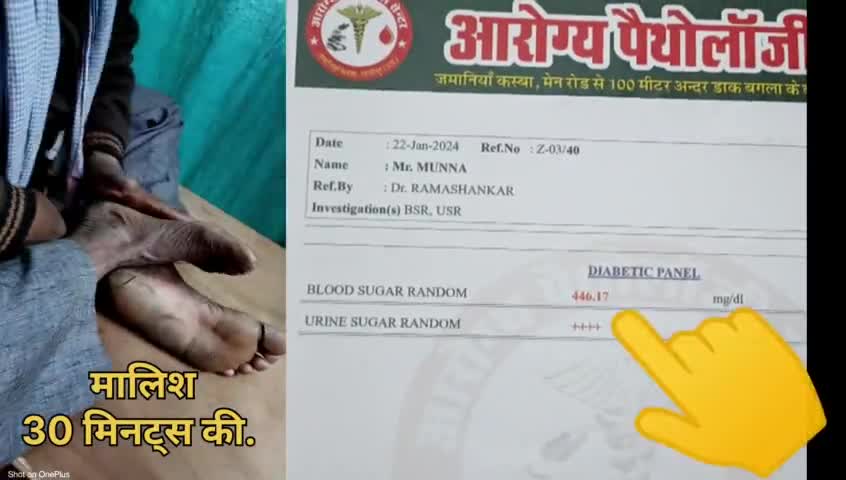 आरोग्य पैथोलॉजी
जमानियाँ कस्बा, मेन रोड से 100 मीटर अन्दर डाक बगला के
Date : 22-Jan-2024 Ref.No : Z-03/40
Name : Mr. MUNNA
Ref.By : Dr. RAMASHANKAR
Investigation(s) BSR, USR
DIABETIC PANEL
BLOOD SUGAR RANDOM 446.17 mg/dl
URINE SUGAR RANDOM ++++
मालिश
30 मिनट्स की.
Shot on OnePlus